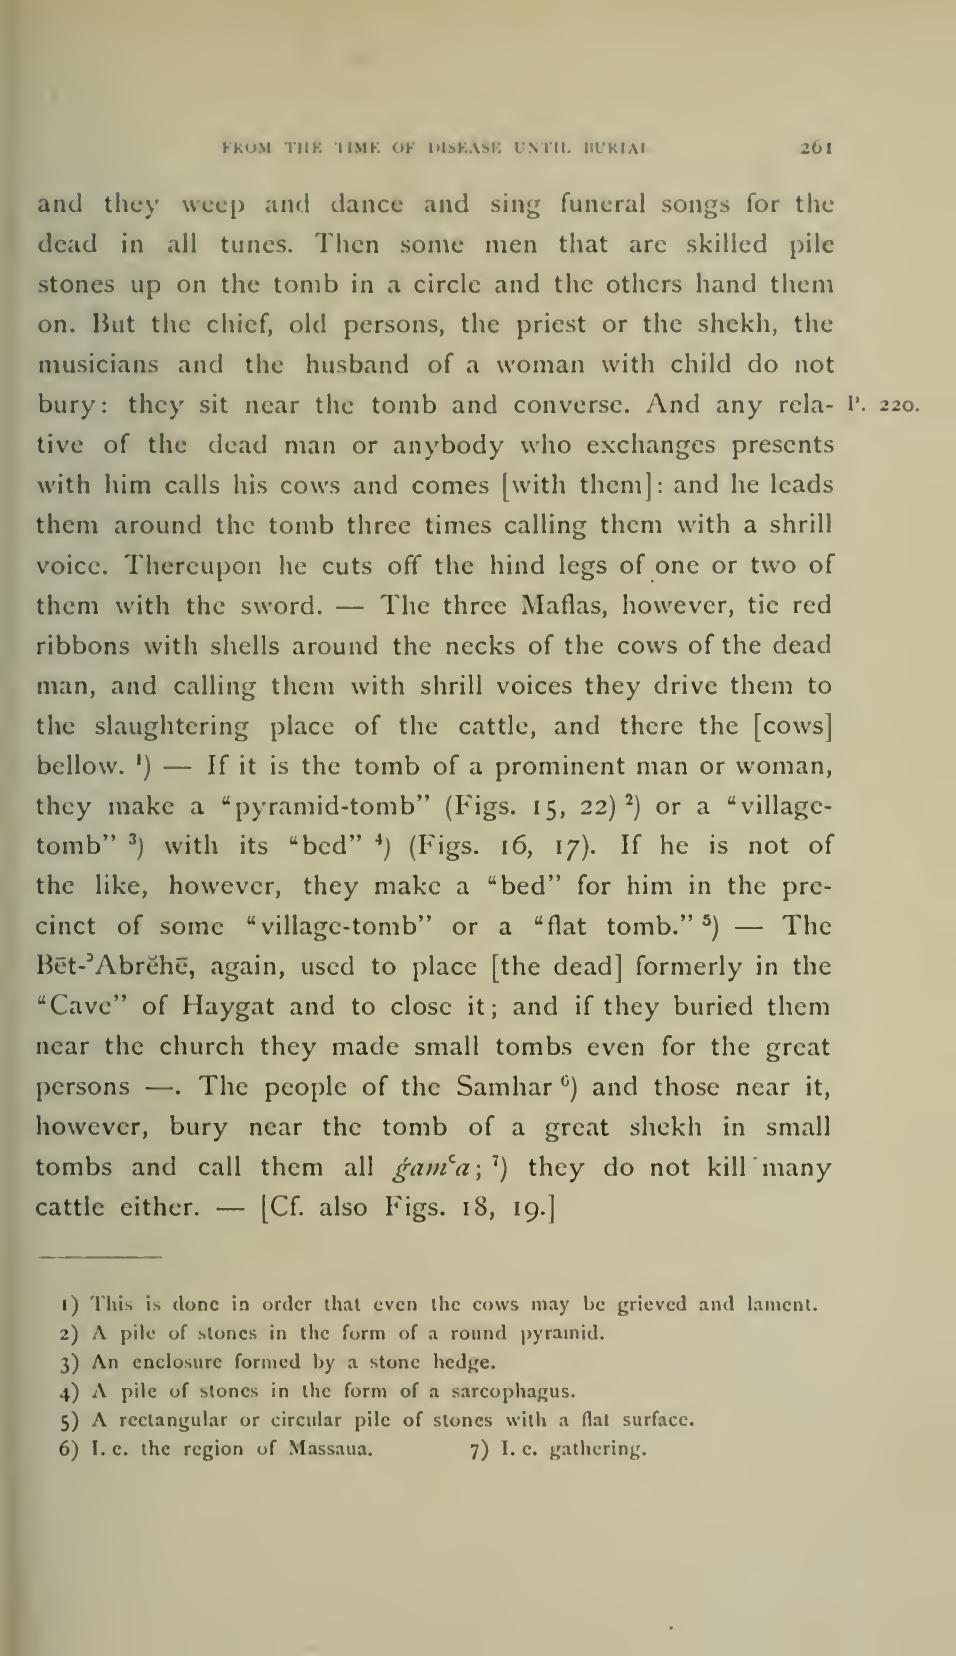 FROM THE TIME OF DISEASE UNTIL BURIAL 261
and they weep and dance and sing funeral songs for the
dead in all tunes. Then some men that are skilled pile
stones up on the tomb in a circle and the others hand them
on. But the chief, old persons, the priest or the shekh, the
musicians and the husband of a woman with child do not
bury: they sit near the tomb and converse. And any rela- P. 220.
tive of the dead man or anybody who exchanges presents
with him calls his cows and comes [with them]: and he leads
them around the tomb three times calling them with a shrill
voice. Thereupon he cuts off the hind legs of one or two of
them with the sword. — The three Maflas, however, tie red
ribbons with shells around the necks of the cows of the dead
man, and calling them with shrill voices they drive them to
the slaughtering place of the cattle, and there the [cows]
bellow. ¹) — If it is the tomb of a prominent man or woman,
they make a “pyramid-tomb” (Figs. 15, 22) ²) or a “village-
tomb” ³) with its “bed” ⁴) (Figs. 16, 17). If he is not of
the like, however, they make a “bed” for him in the pre-
cinct of some “village-tomb” or a “flat tomb.” ⁵) — The
Bēt-ʾAbrĕhē, again, used to place [the dead] formerly in the
“Cave” of Haygat and to close it; and if they buried them
near the church they made small tombs even for the great
persons —. The people of the Samhar ⁶) and those near it,
however, bury near the tomb of a great shekh in small
tombs and call them all ǵamʿa; ⁷) they do not kill many
cattle either. — [Cf. also Figs. 18, 19.]
1) This is done in order that even the cows may be grieved and lament.
2) A pile of stones in the form of a round pyramid.
3) An enclosure formed by a stone hedge.
4) A pile of stones in the form of a sarcophagus.
5) A rectangular or circular pile of stones with a flat surface.
6) I. e. the region of Massaua. 7) I. e. gathering.